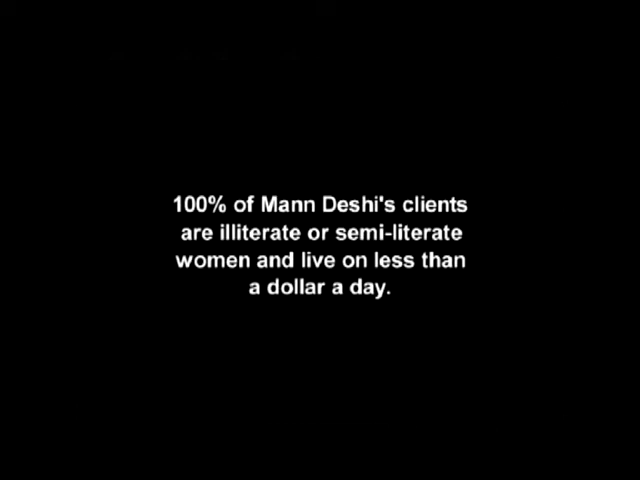 100% of Mann Deshi's clients
are illiterate or semi-literate
women and live on less than
a dollar a day.